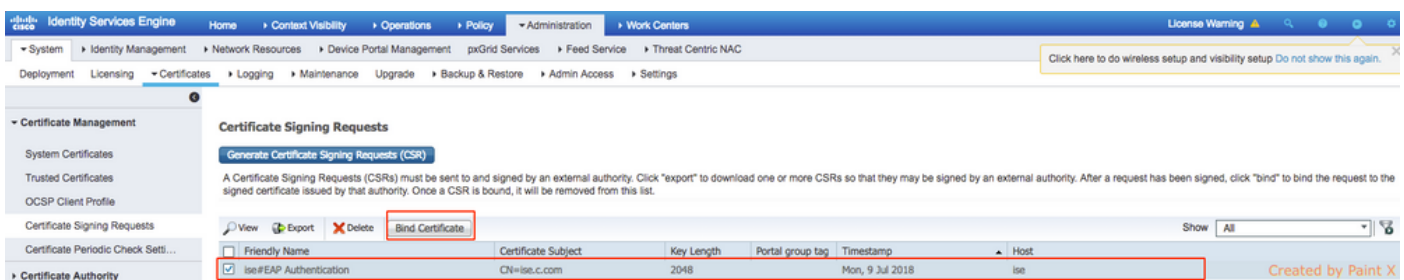 cisco Identity Services Engine Home Context Visibility Operations Policy Administration Work Centers License Warning
System Identity Management Network Resources Device Portal Management pxGrid Services Feed Service Threat Centric NAC
Click here to do wireless setup and visibility setup Do not show this again.
Deployment Licensing Certificates Logging Maintenance Upgrade Backup & Restore Admin Access Settings
Certificate Management
System Certificates
Trusted Certificates
OCSP Client Profile
Certificate Signing Requests
Certificate Periodic Check Setti...
Certificate Authority
Certificate Signing Requests
Generate Certificate Signing Requests (CSR)
A Certificate Signing Requests (CSRs) must be sent to and signed by an external authority. Click "export" to download one or more CSRs so that they may be signed by an external authority. After a request has been signed, click "bind" to bind the request to the
signed certificate issued by that authority. Once a CSR is bound, it will be removed from this list.
View Export Delete Bind Certificate Show All
Friendly Name Certificate Subject Key Length Portal group tag Timestamp Host
ise#EAP Authentication CN=ise.c.com 2048 Mon, 9 Jul 2018 ise
Created by Paint X